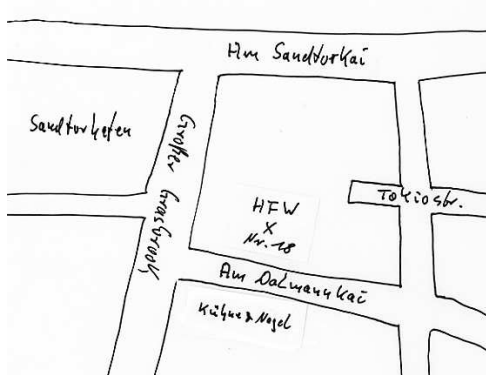 Am Sandtorkai
Sandtorhafen
Großer Grasbrook
Tokiostr.
HFW
X
Nr. 18
Am Dalmannkai
Kühne & Nagel